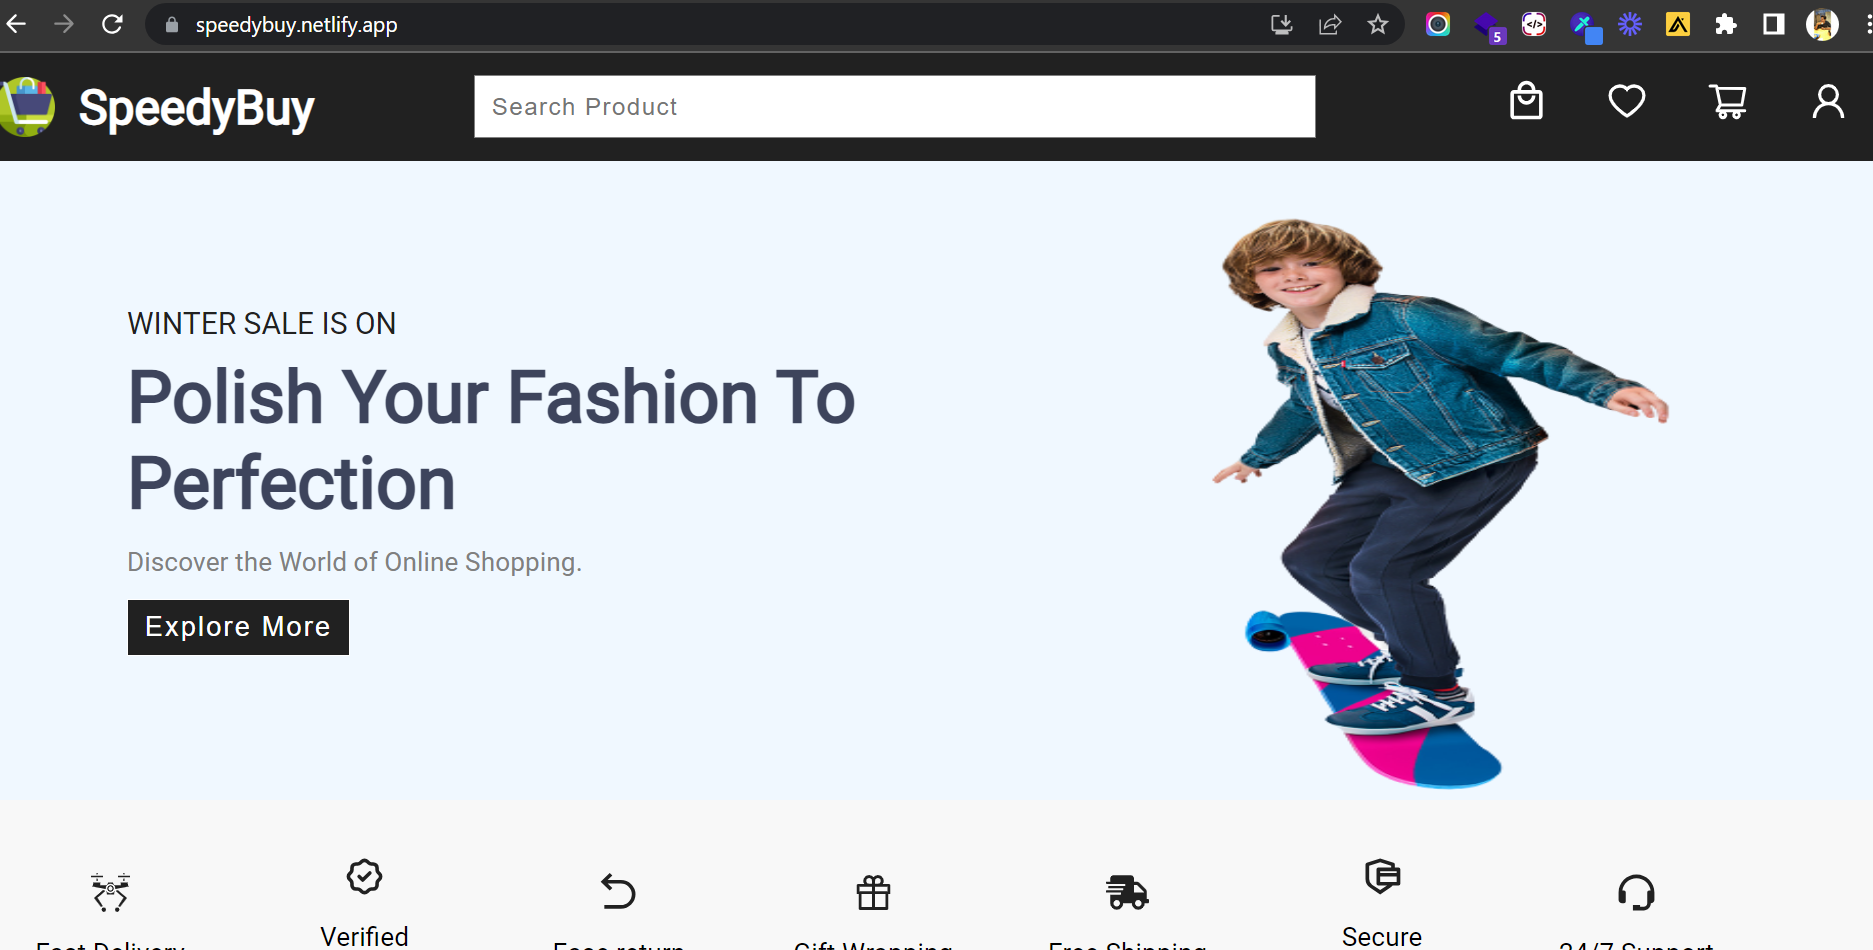 speedybuy.netlify.app
5
SpeedyBuy
Search Product
WINTER SALE IS ON
Polish Your Fashion To
Perfection
Discover the World of Online Shopping.
Explore More
Fast Delivery
Verified
Ease return
Gift Wrapping
Free Shipping
Secure
24/7 Support